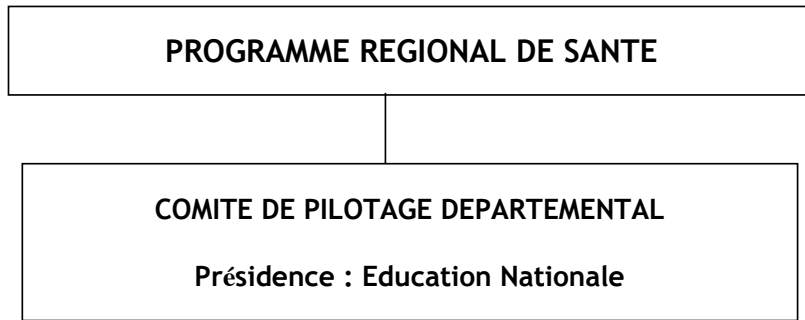 PROGRAMME REGIONAL DE SANTE
COMITE DE PILOTAGE DEPARTEMENTAL
Présidence : Education Nationale